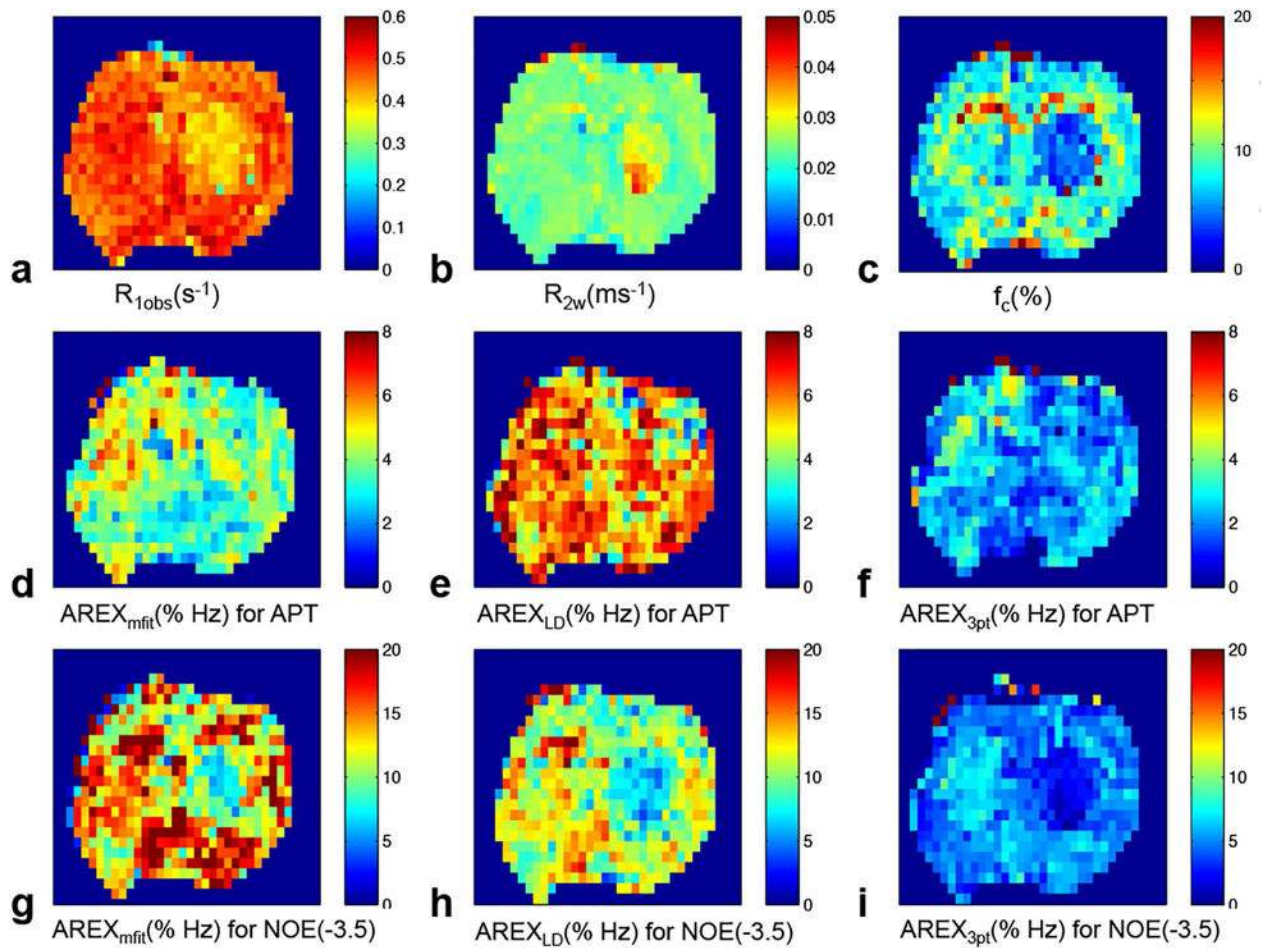 0.6
0.5
0.4
0.3
0.2
0.1
0
a
R1obs(s-1)
0.05
0.04
0.03
0.02
0.01
0
b
R2w(ms-1)
20
10
0
c
fc(%)
8
6
4
2
0
d
AREXmfit(% Hz) for APT
8
6
4
2
0
e
AREXLD(% Hz) for APT
8
6
4
2
0
f
AREX3pt(% Hz) for APT
20
15
10
5
0
g
AREXmfit(% Hz) for NOE(-3.5)
20
15
10
5
0
h
AREXLD(% Hz) for NOE(-3.5)
20
15
10
5
0
i
AREX3pt(% Hz) for NOE(-3.5)